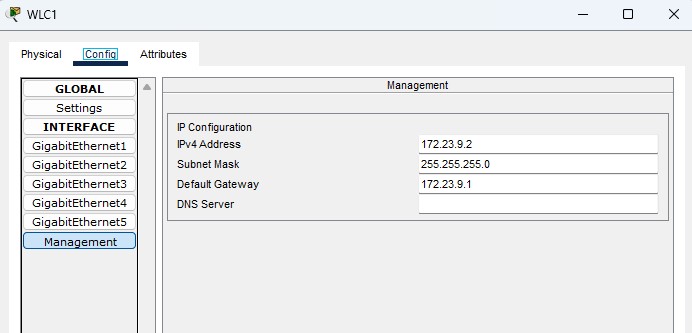 WLC1
Physical Config Attributes
GLOBAL
Settings
INTERFACE
GigabitEthernet1
GigabitEthernet2
GigabitEthernet3
GigabitEthernet4
GigabitEthernet5
Management
Management
IP Configuration
IPv4 Address 172.23.9.2
Subnet Mask 255.255.255.0
Default Gateway 172.23.9.1
DNS Server